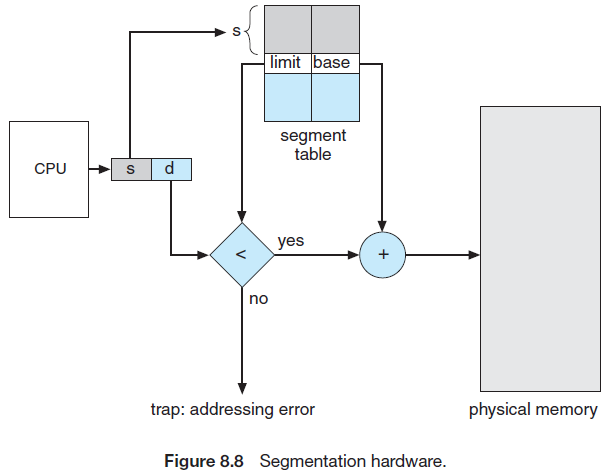 s
limit base
segment
table
CPU
s d
<
yes
+
no
trap: addressing error
physical memory
Figure 8.8 Segmentation hardware.